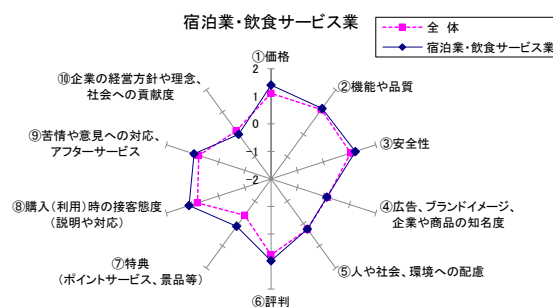 宿泊業・飲食サービス業
全 体
宿泊業・飲食サービス業
①価格
②機能や品質
③安全性
④広告、ブランドイメージ、
企業や商品の知名度
⑤人や社会、環境への配慮
⑥評判
⑦特典
(ポイントサービス、景品等)
⑧購入(利用)時の接客態度
(説明や対応)
⑨苦情や意見への対応、
アフターサービス
⑩企業の経営方針や理念、
社会への貢献度
2
1
0
-1
-2